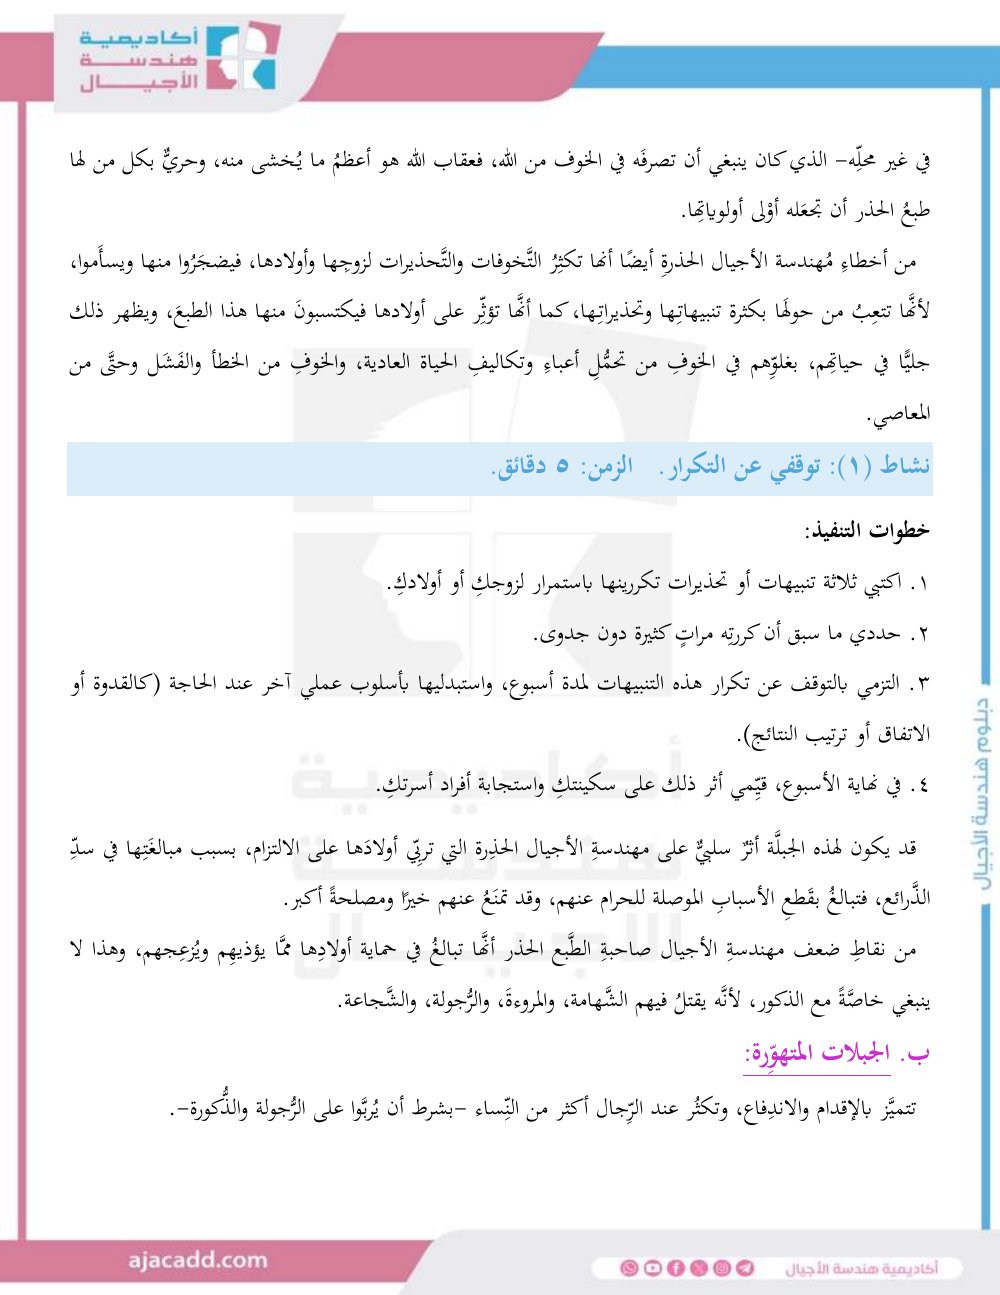 أكاديمية
هندسة
الأجيال
في غير محلِّه- الذي كان ينبغي أن تصرفَه في الخوف من الله، فعقاب الله هو أعظمُ ما يُخشى منه، وحريٌّ بكل من لها
طبعُ الحذر أن تجعَله أوْلى أولوياتِها.
من أخطاءِ مُهندسة الأجيال الحذرةِ أيضًا أنها تكثِرُ التَّخوفات والتَّحذيرات لزوجِها وأولادها، فيضجَرُوا منها ويسأَموا،
لأنَّها تتعِبُ من حولَها بكثرة تنبيهاتِها وتحذيراتِها، كما أنَّها تؤثِّر على أولادها فيكتسبونَ منها هذا الطبعَ، ويظهر ذلك
جليًّا في حياتِهم، بغلوِّهم في الخوفِ من تحمُّلِ أعباءِ وتكاليفِ الحياة العادية، والخوفِ من الخطأ والفَشَل وحتَّى من
المعاصي.
نشاط (١): توقفي عن التكرار. الزمن: ٥ دقائق.
خطوات التنفيذ:
١. اكتبي ثلاثة تنبيهات أو تحذيرات تكررينها باستمرار لزوجكِ أو أولادكِ.
٢. حددي ما سبق أن كررتِه مراتٍ كثيرة دون جدوى.
٣. التزمي بالتوقف عن تكرار هذه التنبيهات لمدة أسبوع، واستبدليها بأسلوب عملي آخر عند الحاجة (كالقدوة أو
الاتفاق أو ترتيب النتائج).
٤. في نهاية الأسبوع، قيِّمي أثر ذلك على سكينتكِ واستجابة أفراد أسرتكِ.
قد يكون لهذه الجبلَّة أثرٌ سلبيٌّ على مهندسةِ الأجيال الحذِرة التي تربِّي أولادَها على الالتزام، بسبب مبالغَتِها في سدِّ
الذَّرائع، فتبالغُ بقَطعِ الأسبابِ الموصلة للحرام عنهم، وقد تمنَعُ عنهم خيرًا ومصلحةً أكبر.
من نقاطِ ضعف مهندسةِ الأجيال صاحبةِ الطَّبع الحذر أنَّها تبالغُ في حماية أولادِها ممَّا يؤذيهِم ويُزعِجهم، وهذا لا
ينبغي خاصَّةً مع الذكور، لأنَّه يقتلُ فيهم الشَّهامة، والمروءةَ، والرُّجولة، والشَّجاعة.
ب. الجبلات المتهوِّرة:
تتميَّز بالإقدام والاندِفاع، وتكثُر عند الرِّجال أكثر من النِّساء -بشرط أن يُربَّوا على الرُّجولة والذُّكورة-.
دبلوم هندسة الأجيال
أكاديمية
هندسة
الأجيال
ajacadd.com
أكاديمية هندسة الأجيال